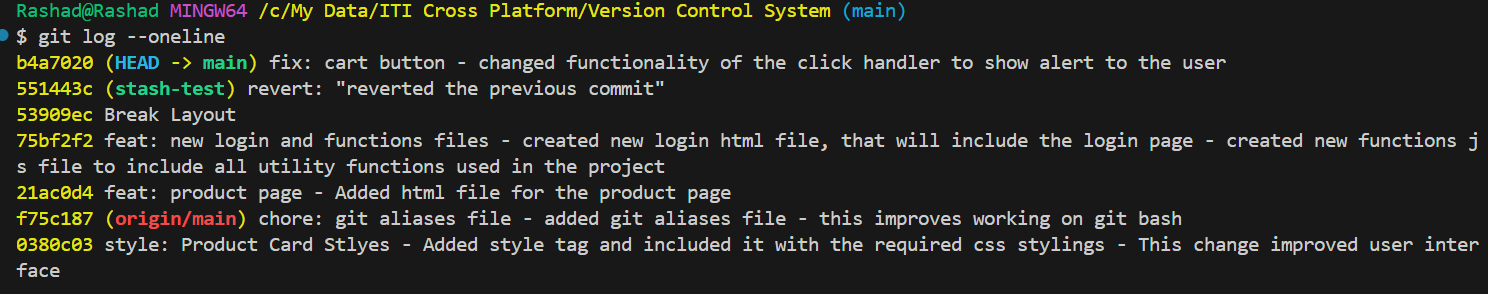 Rashad@Rashad MINGW64 /c/My Data/ITI Cross Platform/Version Control System (main)
$ git log --oneline
b4a7020 (HEAD -> main) fix: cart button - changed functionality of the click handler to show alert to the user
551443c (stash-test) revert: "reverted the previous commit"
53909ec Break Layout
75bf2f2 feat: new login and functions files - created new login html file, that will include the login page - created new functions j
s file to include all utility functions used in the project
21ac0d4 feat: product page - Added html file for the product page
f75c187 (origin/main) chore: git aliases file - added git aliases file - this improves working on git bash
0380c03 style: Product Card Stlyes - Added style tag and included it with the required css stylings - This change improved user inter
face